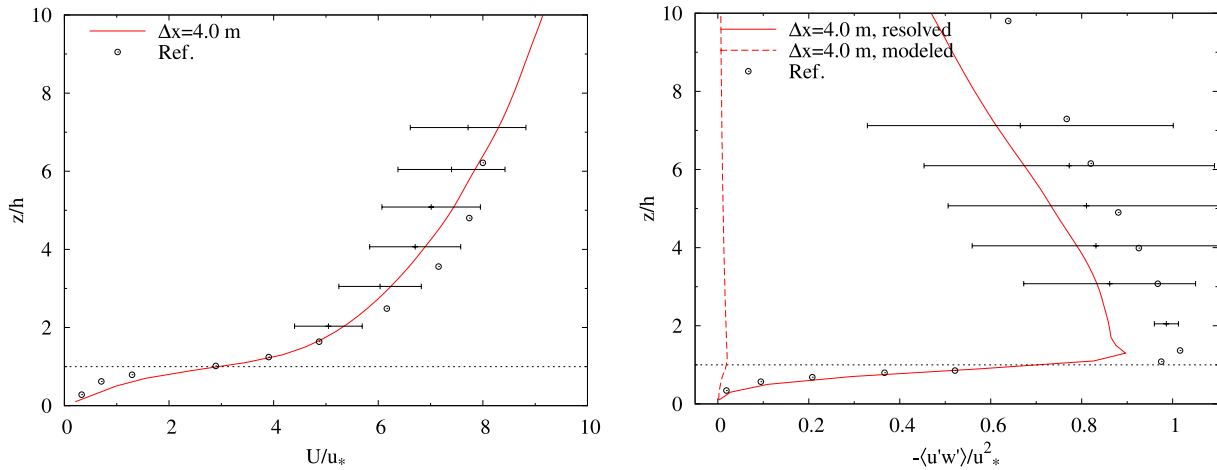 10
8
6
4
2
0
z/h
0 2 4 6 8 10
U/u*
Δx=4.0 m
Ref.
10
8
6
4
2
0
z/h
0 0.2 0.4 0.6 0.8 1
-⟨u'w'⟩/u²*
Δx=4.0 m, resolved
Δx=4.0 m, modeled
Ref.